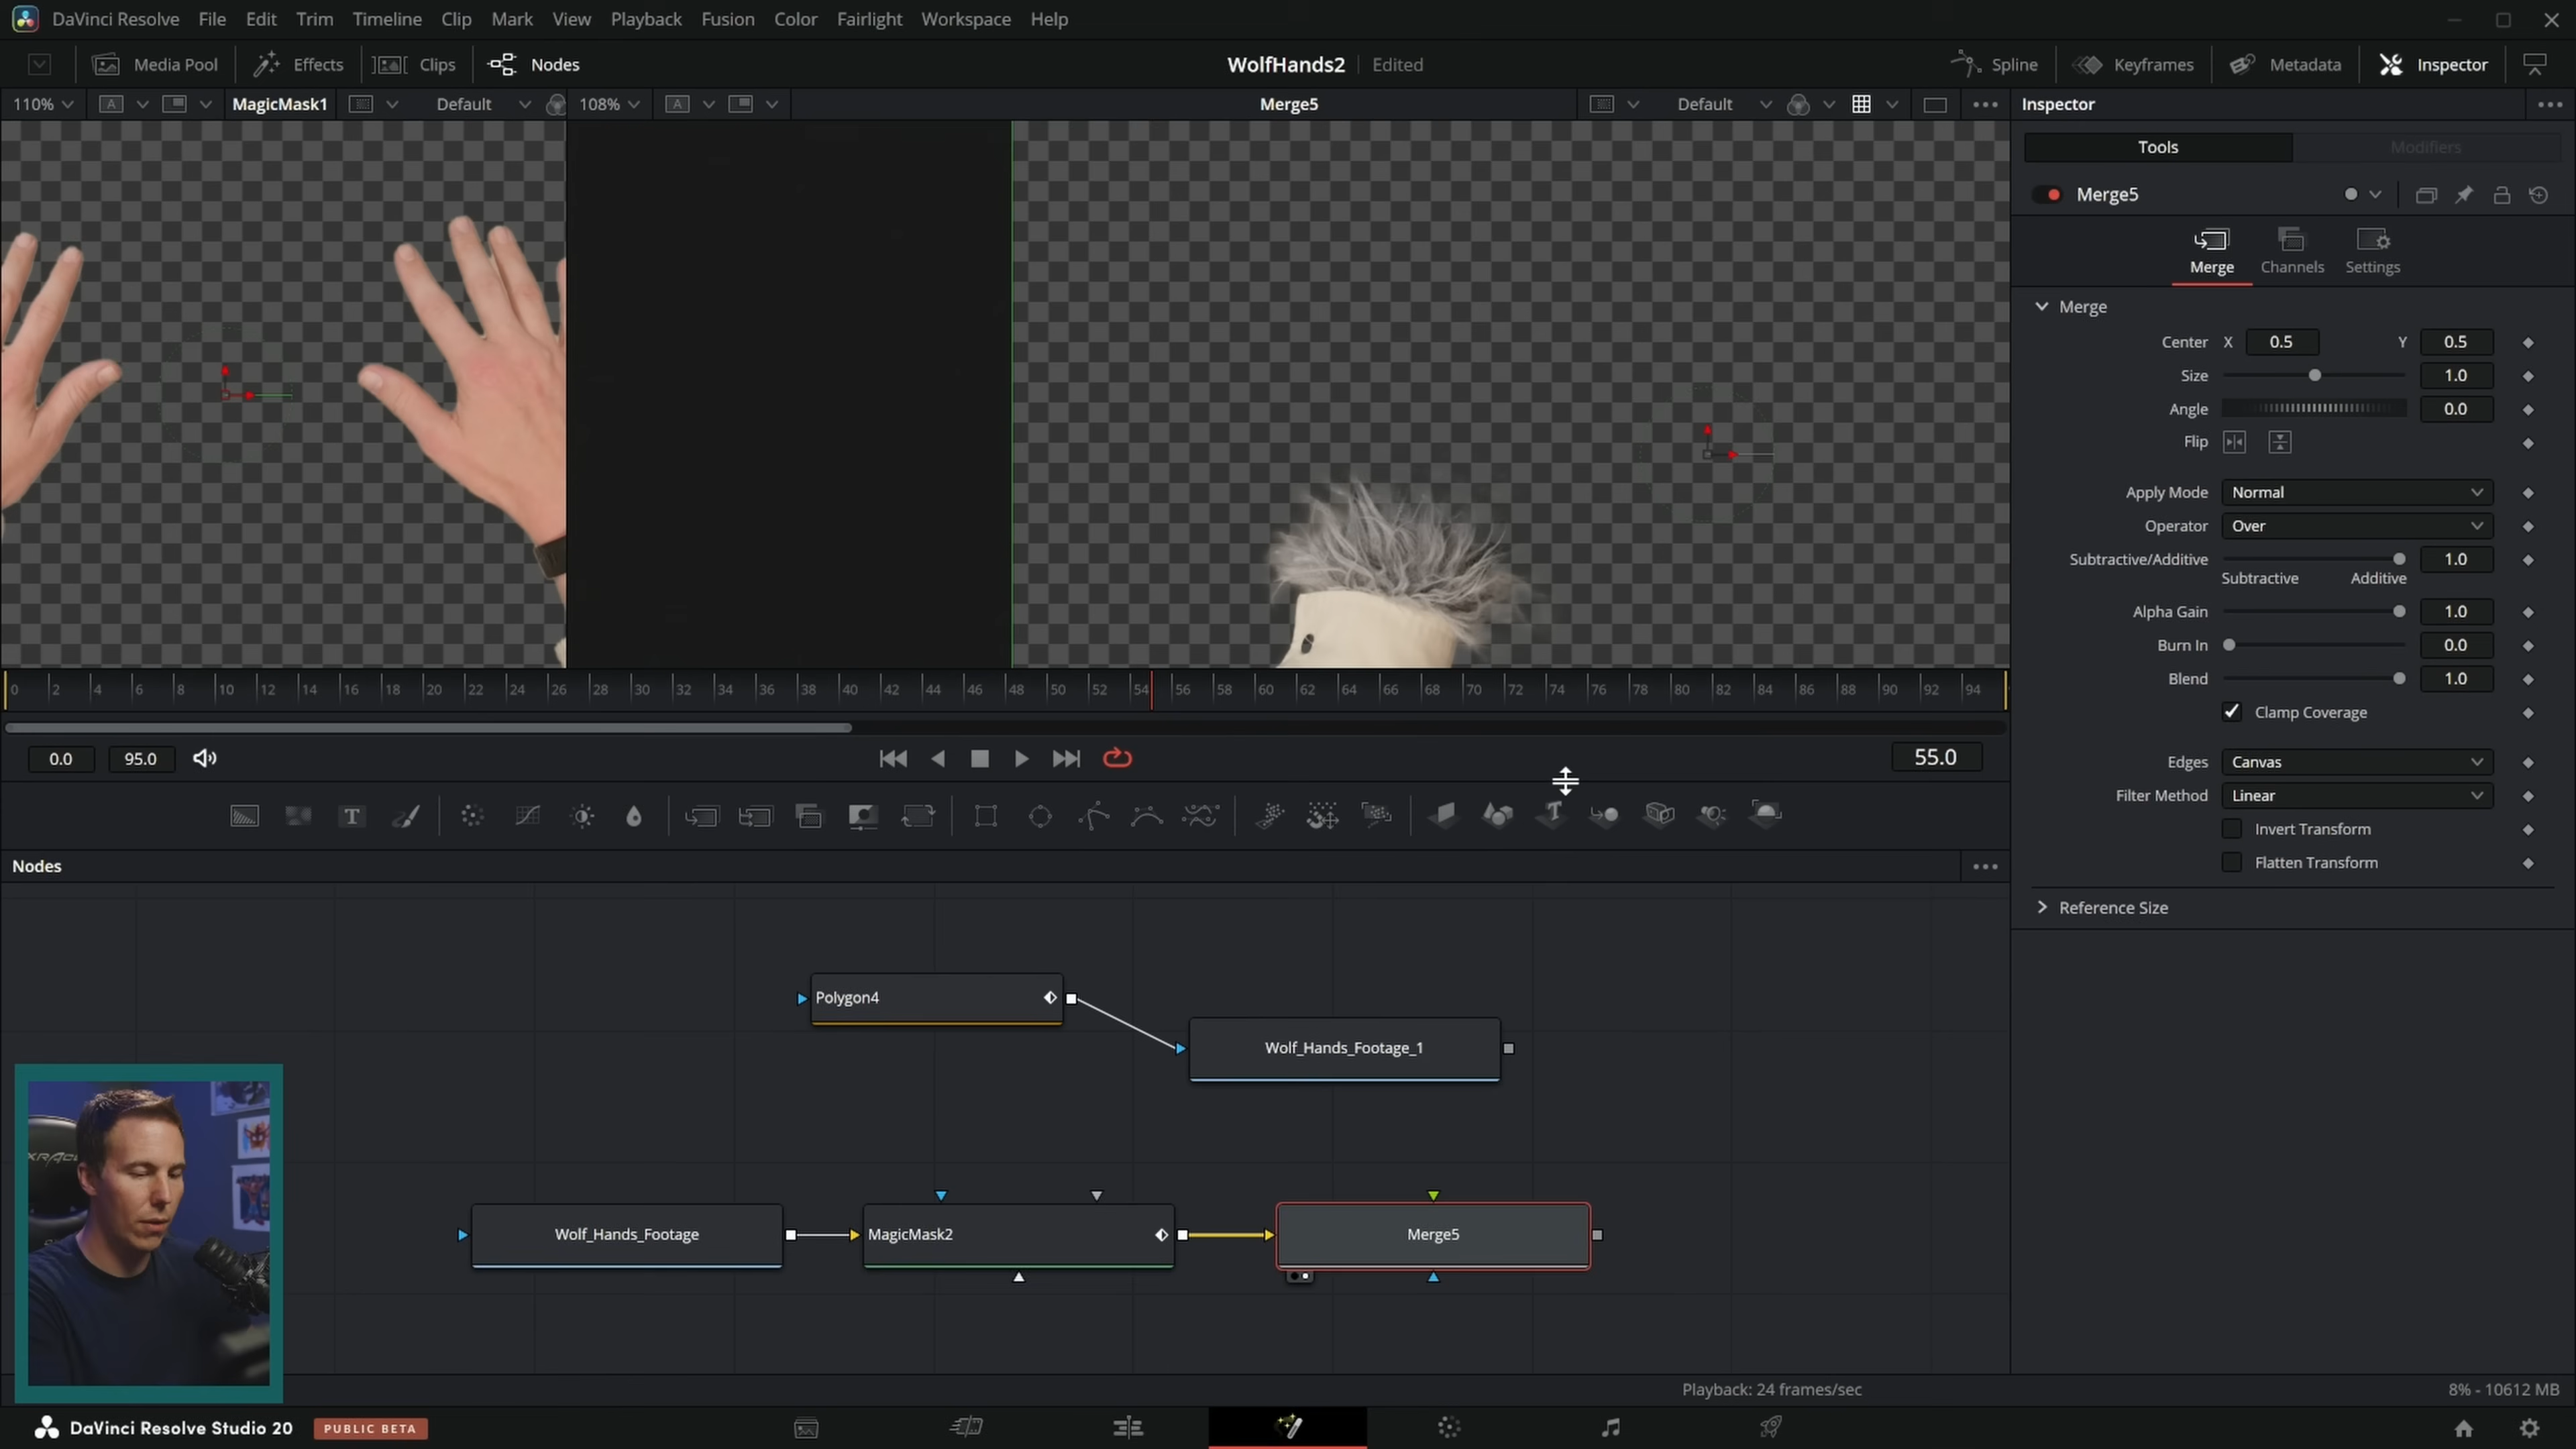 DaVinci Resolve File Edit Trim Timeline Clip Mark View Playback Fusion Color Fairlight Workspace Help
Media Pool Effects Clips Nodes WolfHands2 Edited Spline Keyframes Metadata Inspector
110% A MagicMask1 Default 108% A Merge5 Default Inspector
Tools Modifiers
Merge5
Merge Channels Settings
Merge
Center X 0.5 Y 0.5
Size 1.0
Angle 0.0
Flip
Apply Mode Normal
Operator Over
Subtractive/Additive 1.0
Subtractive Additive
Alpha Gain 1.0
Burn In 0.0
Blend 1.0
Clamp Coverage
Edges Canvas
Filter Method Linear
Invert Transform
Flatten Transform
Reference Size
0 2 4 6 8 10 12 14 16 18 20 22 24 26 28 30 32 34 36 38 40 42 44 46 48 50 52 54 56 58 60 62 64 66 68 70 72 74 76 78 80 82 84 86 88 90 92 94
0.0 95.0 55.0
T T
Nodes
Polygon4
Wolf_Hands_Footage_1
Wolf_Hands_Footage MagicMask2 Merge5
Playback: 24 frames/sec 8% - 10612 MB
DaVinci Resolve Studio 20 PUBLIC BETA